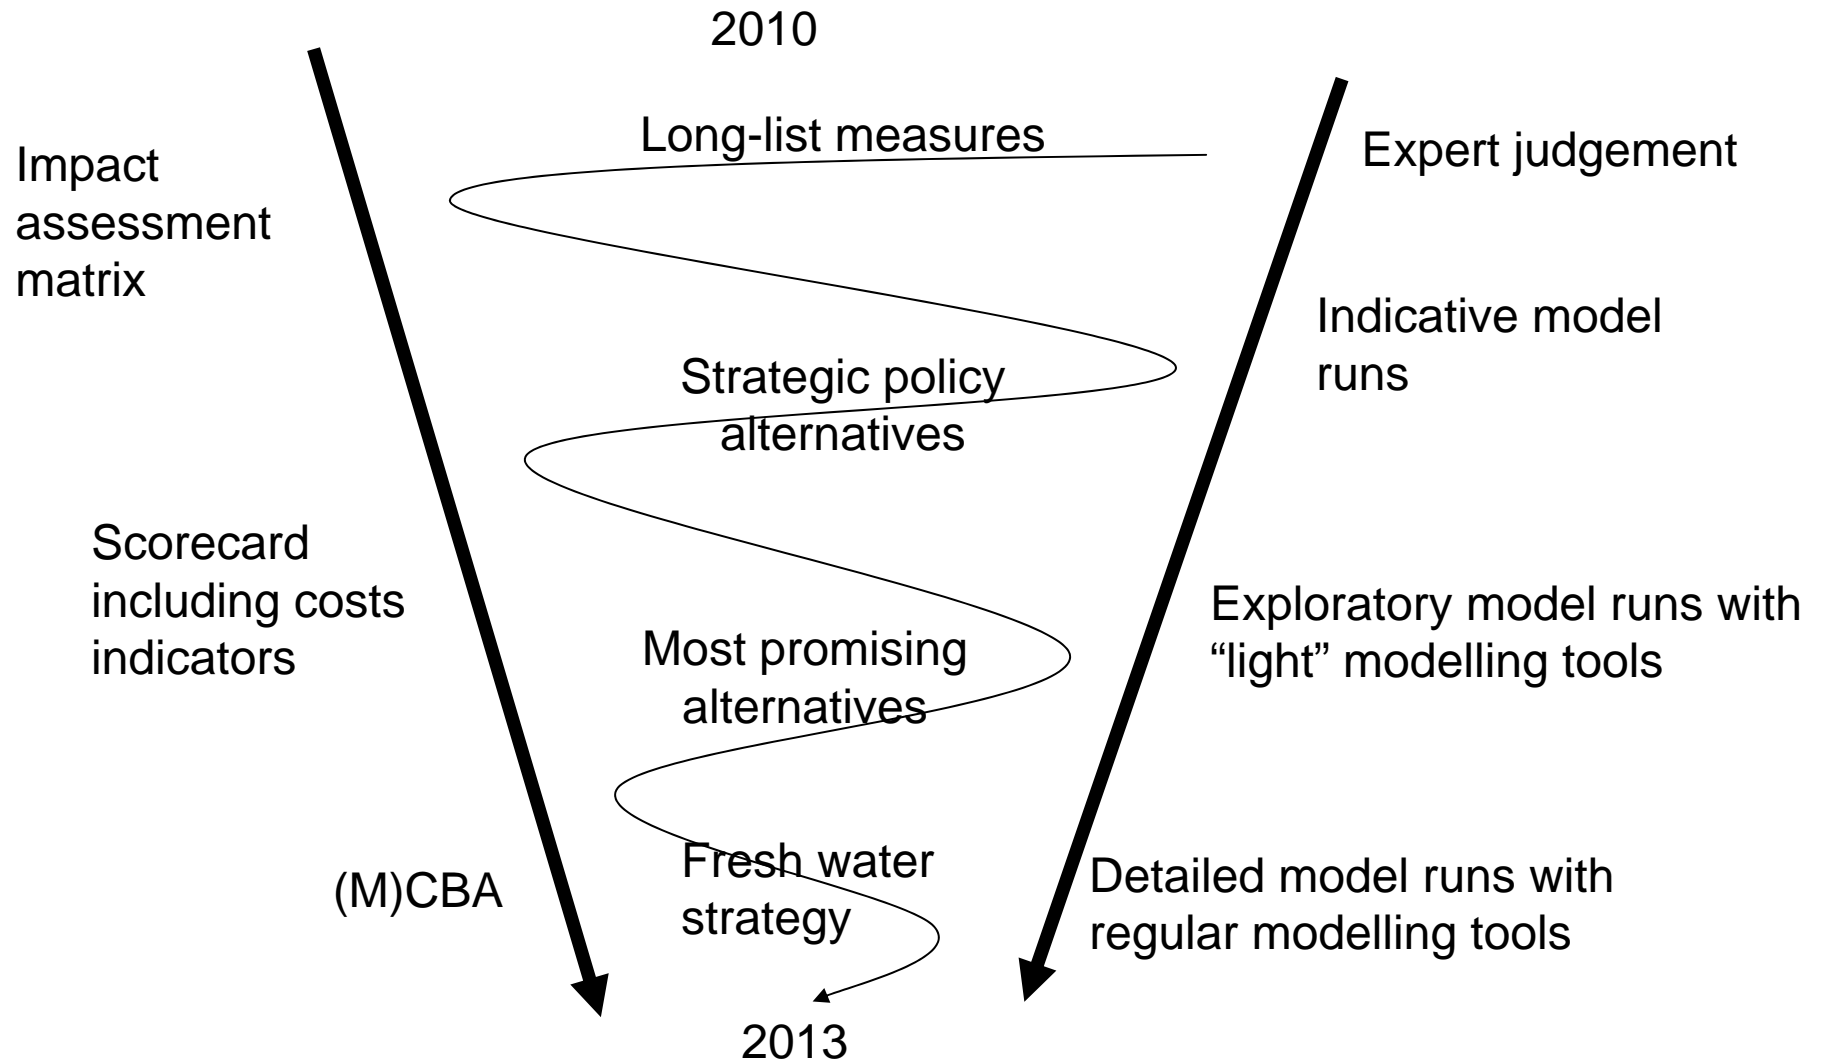 2010
Long-list measures
Expert judgement
Impact
assessment
matrix
Indicative model
runs
Strategic policy
alternatives
Scorecard
including costs
indicators
Exploratory model runs with
“light” modelling tools
Most promising
alternatives
Fresh water
strategy
(M)CBA
Detailed model runs with
regular modelling tools
2013